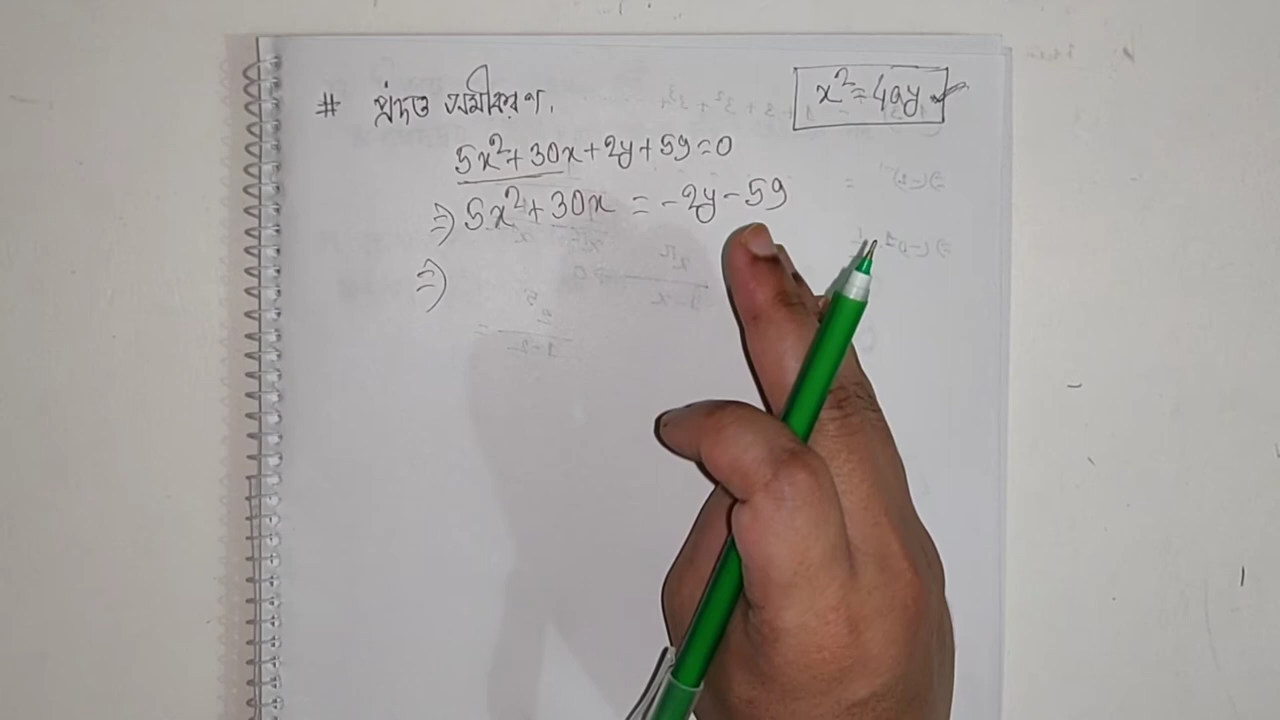 # প্রদত্ত সমীকরণ,
x² = 4ay
5x²+30x+2y+59=0
⇒ 5x²+30x = -2y-59
⇒